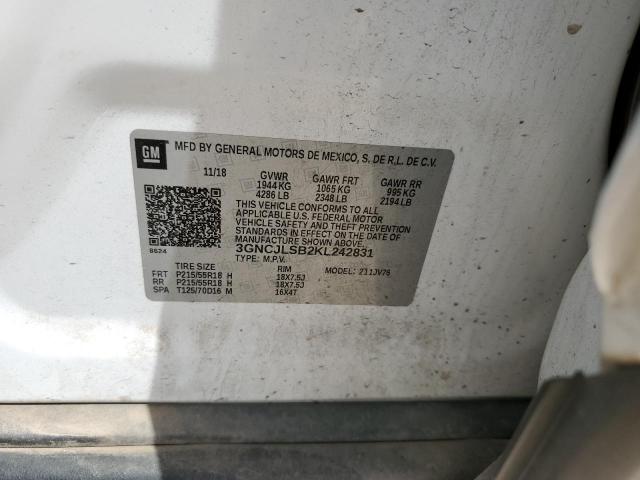 GM MFD BY GENERAL MOTORS DE MEXICO, S. DE R.L. DE C.V.
11/18 GVWR GAWR FRT GAWR RR
1944 KG 1065 KG 995 KG
4286 LB 2348 LB 2194 LB
THIS VEHICLE CONFORMS TO ALL
APPLICABLE U.S. FEDERAL MOTOR
VEHICLE SAFETY AND THEFT PREVENTION
STANDARDS IN EFFECT ON THE DATE OF
MANUFACTURE SHOWN ABOVE.
8624 3GNCJLSB2KL242831
TYPE: M.P.V. MODEL: 211JV76
TIRE SIZE RIM
FRT P215/55R18 H 18X7.5J
RR P215/55R18 H 18X7.5J
SPA T125/70D16 M 16X4T